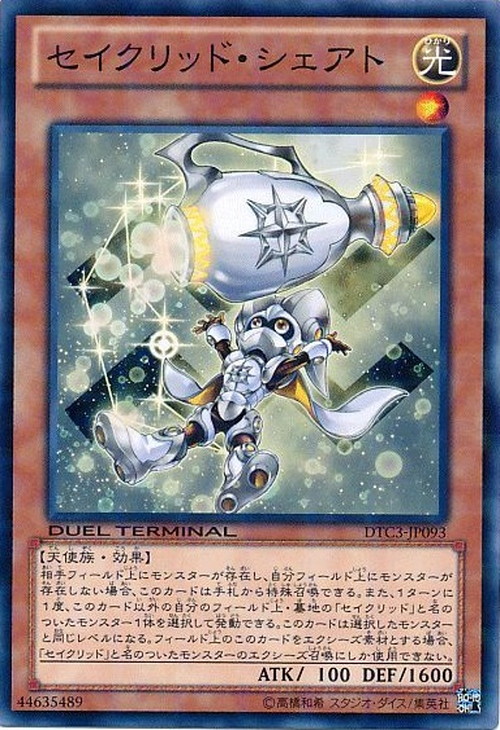 セイクリッド・シェアト
光
DUEL TERMINAL
DTC3-JP093
【天使族・効果】
相手フィールド上にモンスターが存在し、自分フィールド上にモンスターが
存在しない場合、このカードは手札から特殊召喚できる。また、1ターンに
1度、このカード以外の自分のフィールド上・墓地の「セイクリッド」と名の
ついたモンスター1体を選択して発動できる。このカードは選択したモンスター
と同じレベルになる。フィールド上のこのカードをエクシーズ素材とする場合、
「セイクリッド」と名のついたモンスターのエクシーズ召喚にしか使用できない。
ATK/ 100 DEF/1600
44635489
©高橋和希 スタジオ・ダイス/集英社